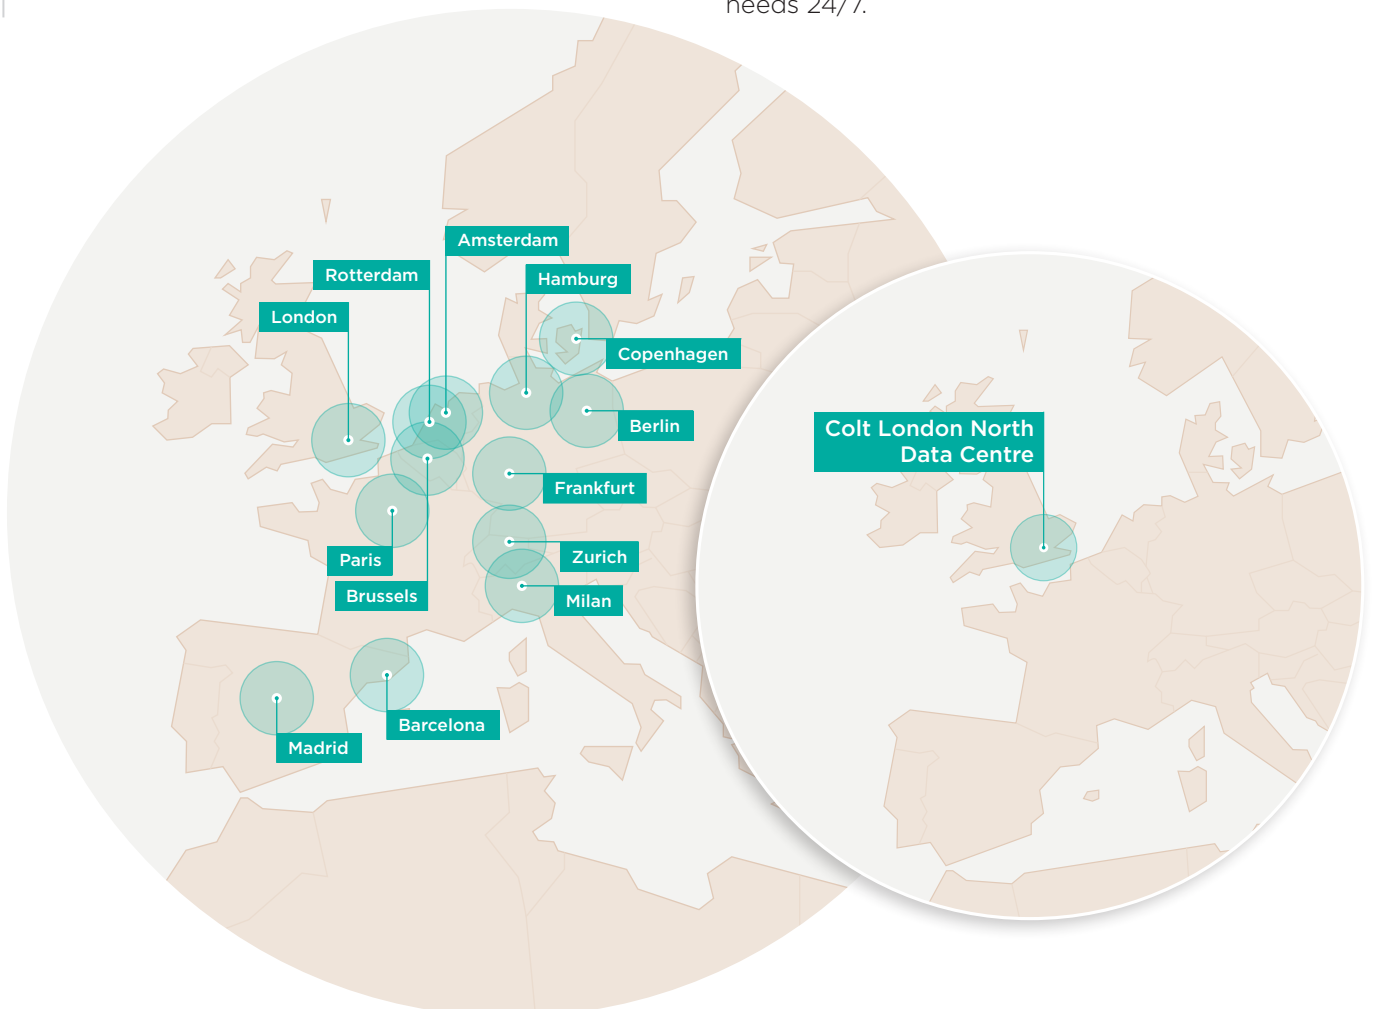 needs 24/7.
Amsterdam
Rotterdam
Hamburg
London
Copenhagen
Berlin
Frankfurt
Paris
Zurich
Brussels
Milan
Barcelona
Madrid
Colt London North
Data Centre